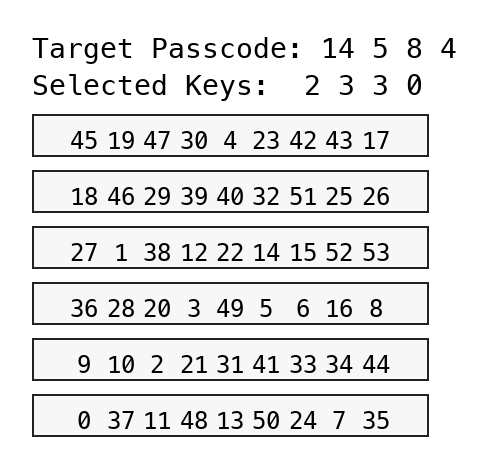 Target Passcode: 14 5 8 4
Selected Keys: 2 3 3 0
45 19 47 30 4 23 42 43 17
18 46 29 39 40 32 51 25 26
27 1 38 12 22 14 15 52 53
36 28 20 3 49 5 6 16 8
9 10 2 21 31 41 33 34 44
0 37 11 48 13 50 24 7 35